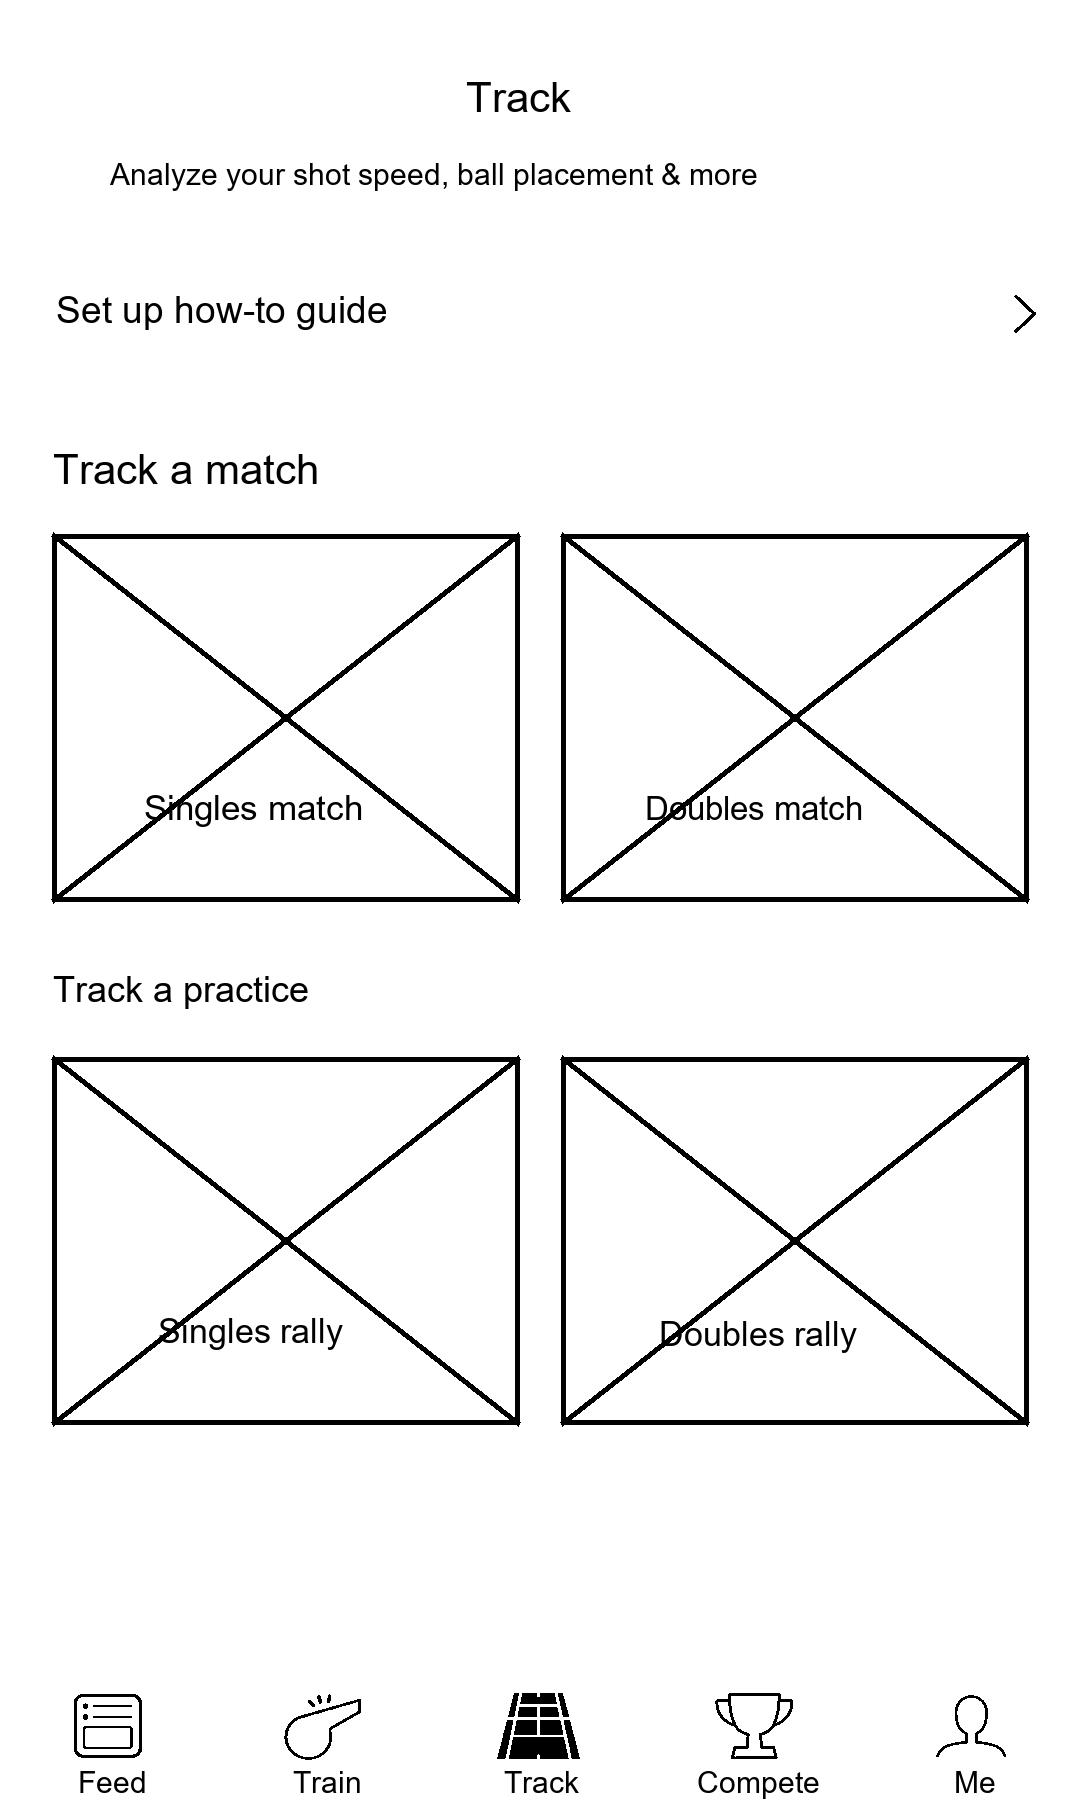 Track
Analyze your shot speed, ball placement & more
Set up how-to guide
Track a match
Singles match
Doubles match
Track a practice
Singles rally
Doubles rally
Feed
Train
Track
Compete
Me